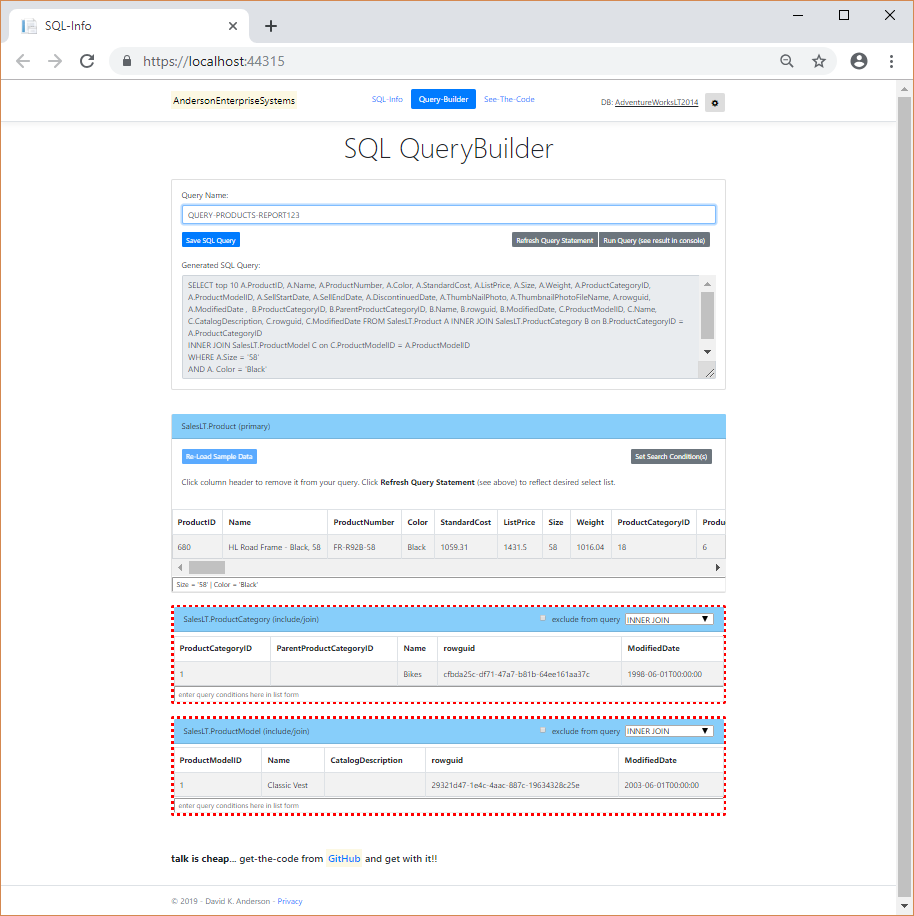 SQL-Info
https://localhost:44315
AndersonEnterpriseSystems
SQL-Info Query-Builder See-The-Code
DB: AdventureWorksLT2014
SQL QueryBuilder
Query Name:
QUERY-PRODUCTS-REPORT123
Save SQL Query Refresh Query Statement Run Query (see result in console)
Generated SQL Query:
SELECT top 10 A.ProductID, A.Name, A.ProductNumber, A.Color, A.StandardCost, A.ListPrice, A.Size, A.Weight, A.ProductCategoryID,
A.ProductModelID, A.SellStartDate, A.SellEndDate, A.DiscontinuedDate, A.ThumbNailPhoto, A.ThumbnailPhotoFileName, A.rowguid,
A.ModifiedDate , B.ProductCategoryID, B.ParentProductCategoryID, B.Name, B.rowguid, B.ModifiedDate, C.ProductModelID, C.Name,
C.CatalogDescription, C.rowguid, C.ModifiedDate FROM SalesLT.Product A INNER JOIN SalesLT.ProductCategory B on B.ProductCategoryID =
A.ProductCategoryID
INNER JOIN SalesLT.ProductModel C on C.ProductModelID = A.ProductModelID
WHERE A.Size = '58'
AND A. Color = 'Black'
SalesLT.Product (primary)
Re-Load Sample Data Set Search Condition(s)
Click column header to remove it from your query. Click Refresh Query Statement (see above) to reflect desired select list.
ProductID Name ProductNumber Color StandardCost ListPrice Size Weight ProductCategoryID Produ
680 HL Road Frame - Black, 58 FR-R92B-58 Black 1059.31 1431.5 58 1016.04 18 6
Size = '58' | Color = 'Black'
SalesLT.ProductCategory (include/join) exclude from query INNER JOIN
ProductCategoryID ParentProductCategoryID Name rowguid ModifiedDate
1 Bikes cfbda25c-df71-47a7-b81b-64ee161aa37c 1998-06-01T00:00:00
enter query conditions here in list form
SalesLT.ProductModel (include/join) exclude from query INNER JOIN
ProductModelID Name CatalogDescription rowguid ModifiedDate
1 Classic Vest 29321d47-1e4c-4aac-887c-19634328c25e 2003-06-01T00:00:00
enter query conditions here in list form
talk is cheap... get-the-code from GitHub and get with it!!
© 2019 - David K. Anderson - Privacy